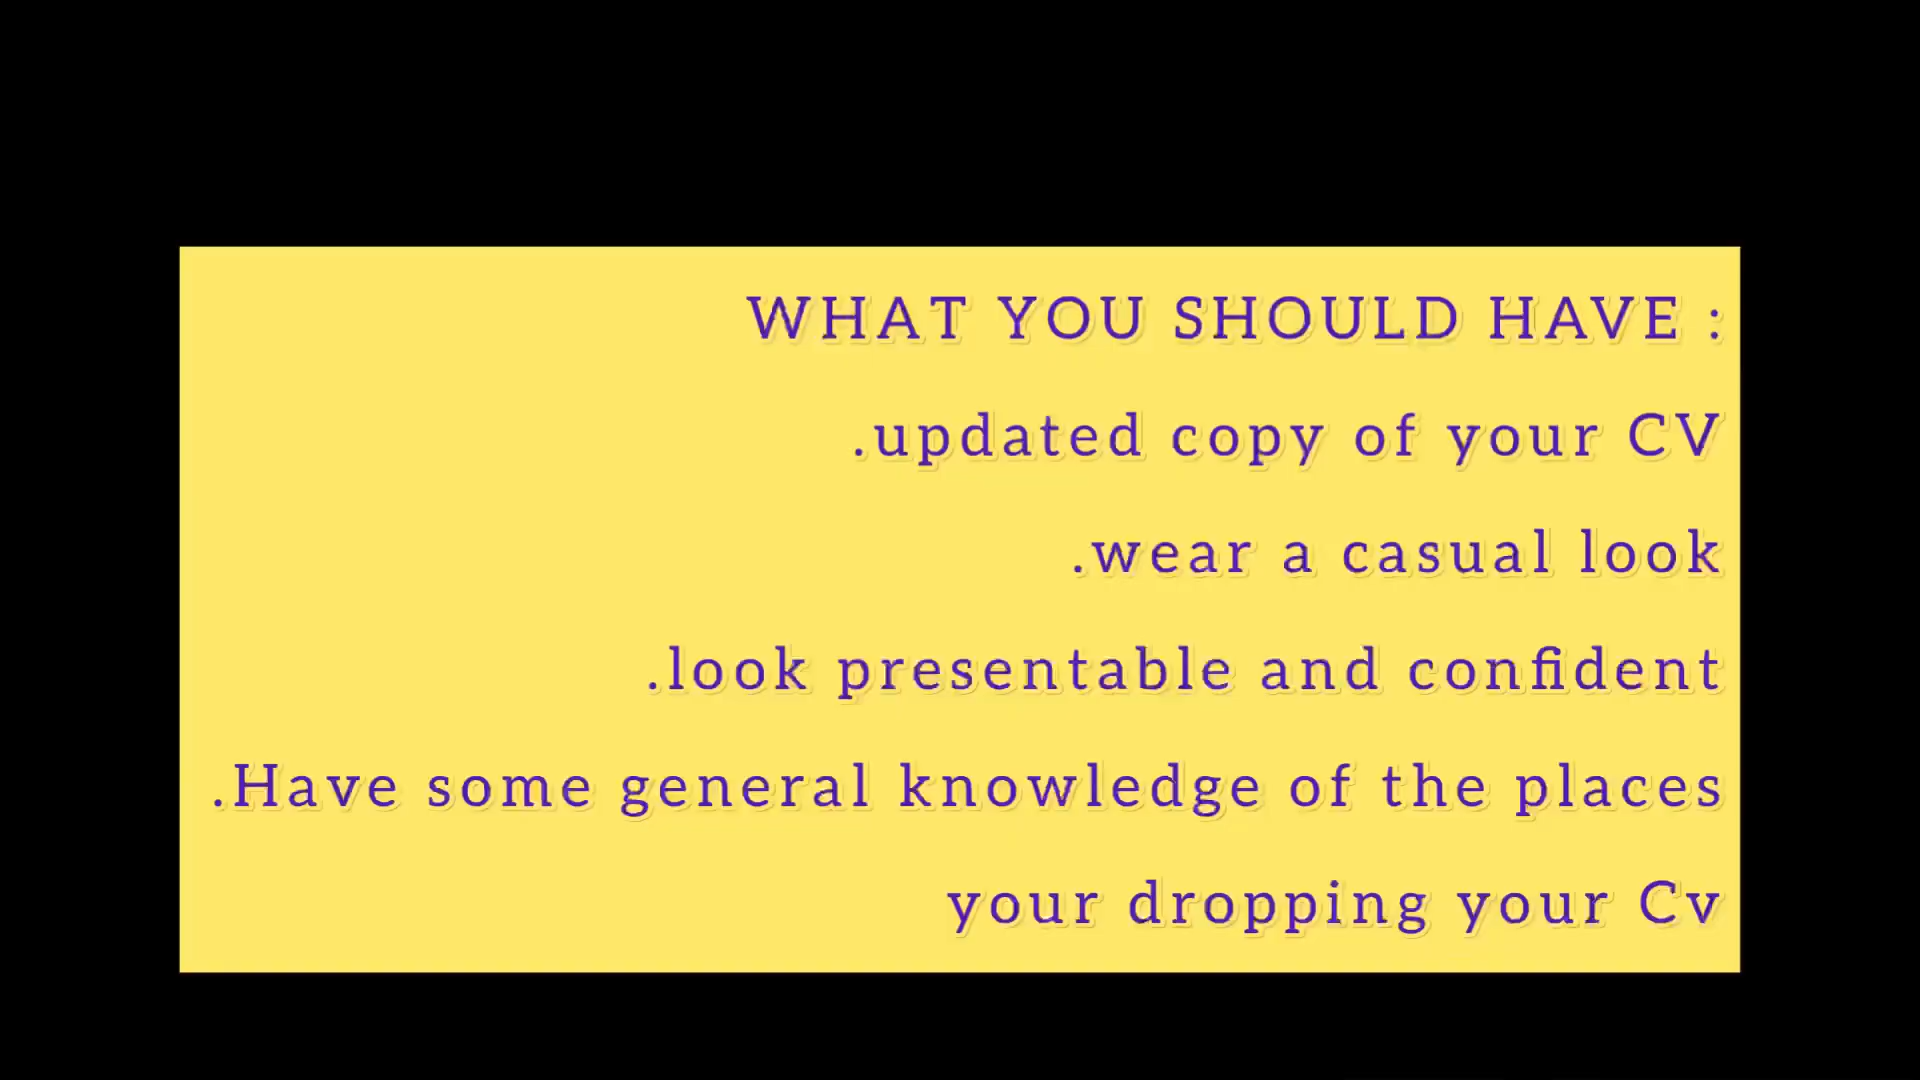 WHAT YOU SHOULD HAVE :
.updated copy of your CV
.wear a casual look
.look presentable and confident
.Have some general knowledge of the places
your dropping your Cv